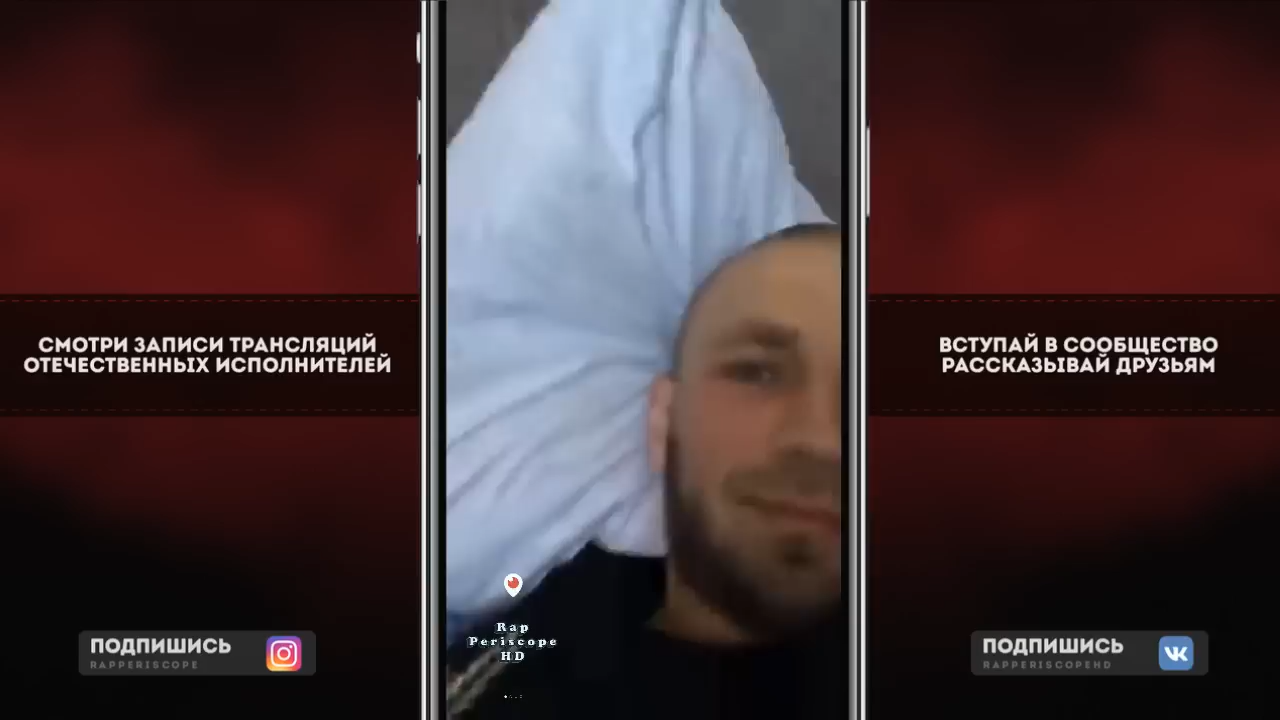 СМОТРИ ЗАПИСИ ТРАНСЛЯЦИЙ
ОТЕЧЕСТВЕННЫХ ИСПОЛНИТЕЛЕЙ
ВСТУПАЙ В СООБЩЕСТВО
РАССКАЗЫВАЙ ДРУЗЬЯМ
Rap
Periscope
HD
ПОДПИШИСЬ
RAPPERISCOPE
ПОДПИШИСЬ
RAPPERISCOPEHD